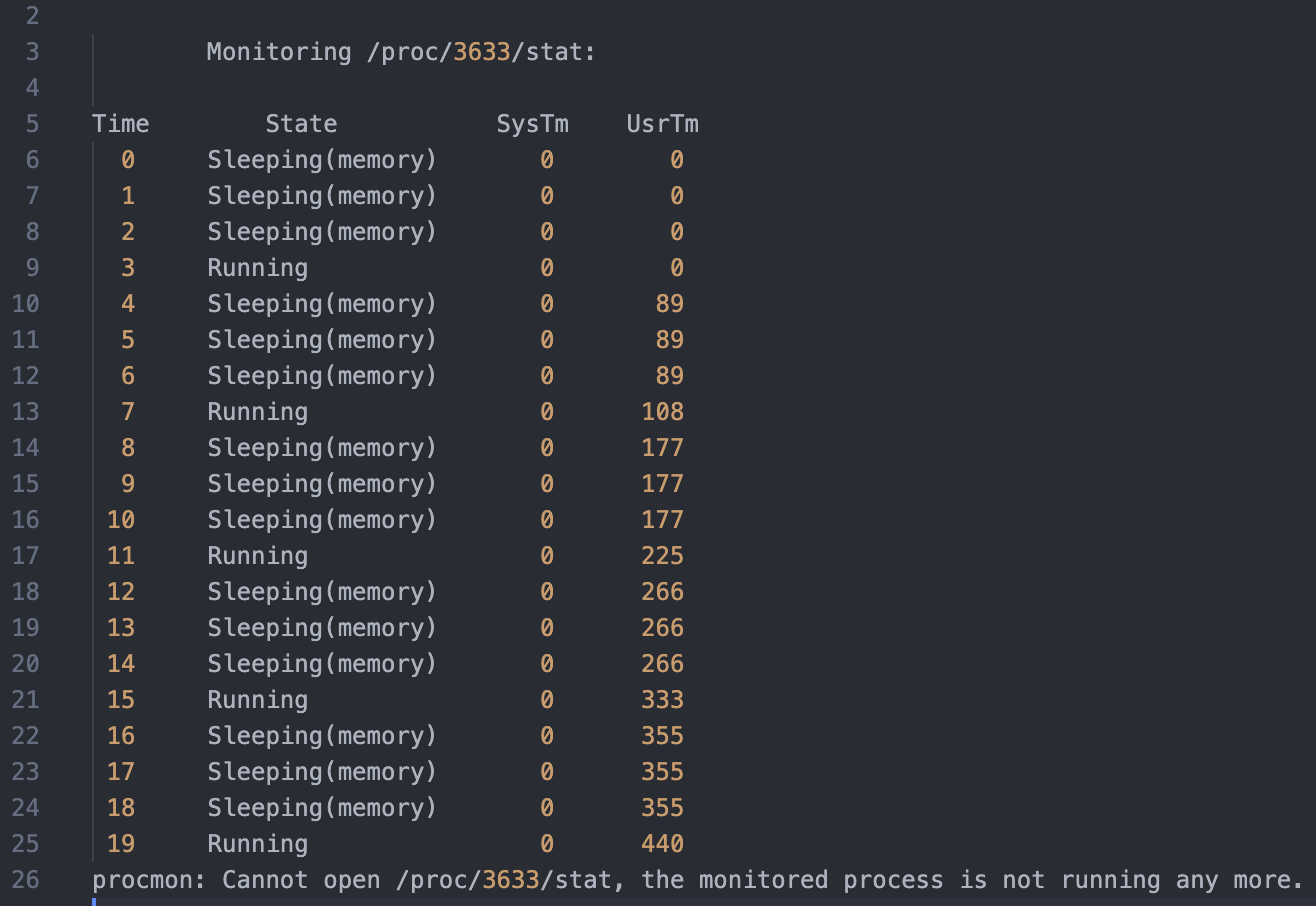 2
3 Monitoring /proc/3633/stat:
4
5 Time State SysTm UsrTm
6 0 Sleeping(memory) 0 0
7 1 Sleeping(memory) 0 0
8 2 Sleeping(memory) 0 0
9 3 Running 0 0
10 4 Sleeping(memory) 0 89
11 5 Sleeping(memory) 0 89
12 6 Sleeping(memory) 0 89
13 7 Running 0 108
14 8 Sleeping(memory) 0 177
15 9 Sleeping(memory) 0 177
16 10 Sleeping(memory) 0 177
17 11 Running 0 225
18 12 Sleeping(memory) 0 266
19 13 Sleeping(memory) 0 266
20 14 Sleeping(memory) 0 266
21 15 Running 0 333
22 16 Sleeping(memory) 0 355
23 17 Sleeping(memory) 0 355
24 18 Sleeping(memory) 0 355
25 19 Running 0 440
26 procmon: Cannot open /proc/3633/stat, the monitored process is not running any more.